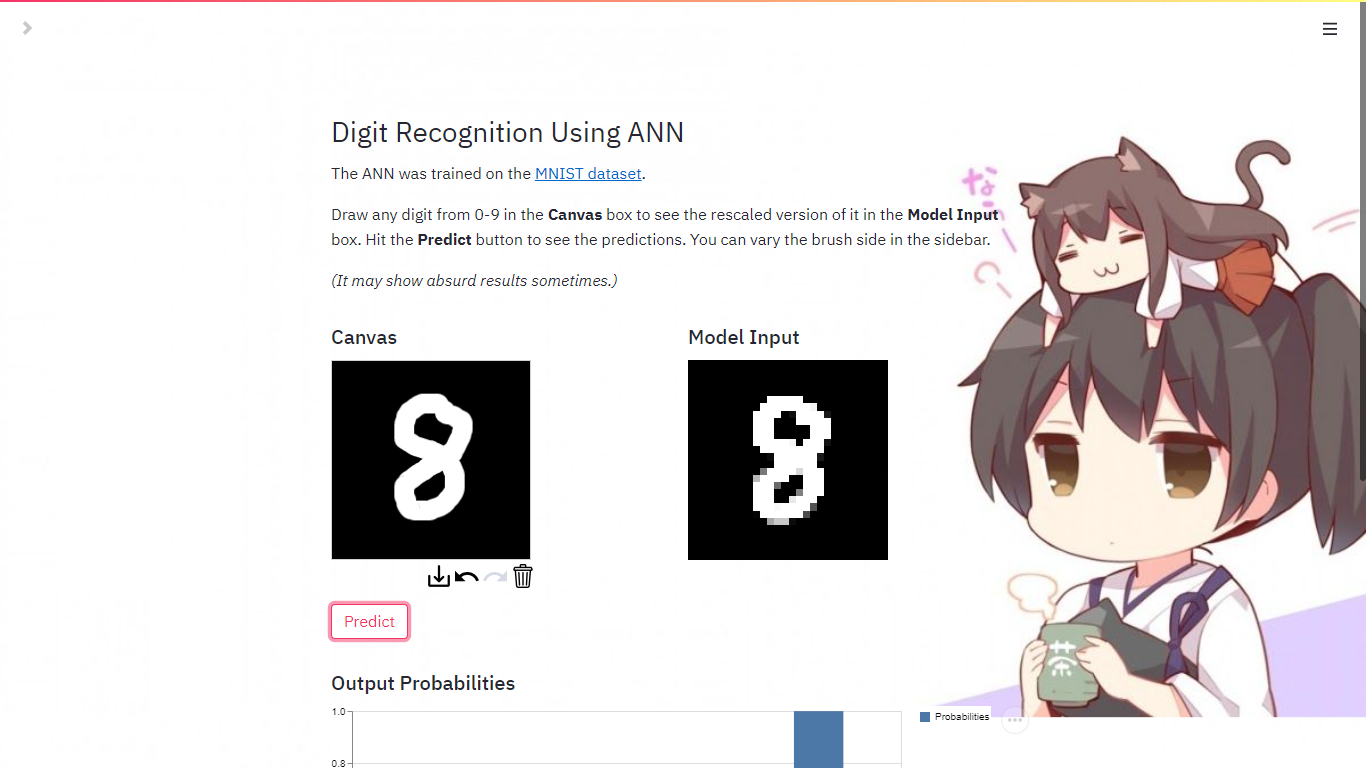 Digit Recognition Using ANN
The ANN was trained on the MNIST dataset.
Draw any digit from 0-9 in the Canvas box to see the rescaled version of it in the Model Input
box. Hit the Predict button to see the predictions. You can vary the brush side in the sidebar.
(It may show absurd results sometimes.)
Canvas
Model Input
8
8
Predict
Output Probabilities
1.0
0.8
Probabilities
な
茶